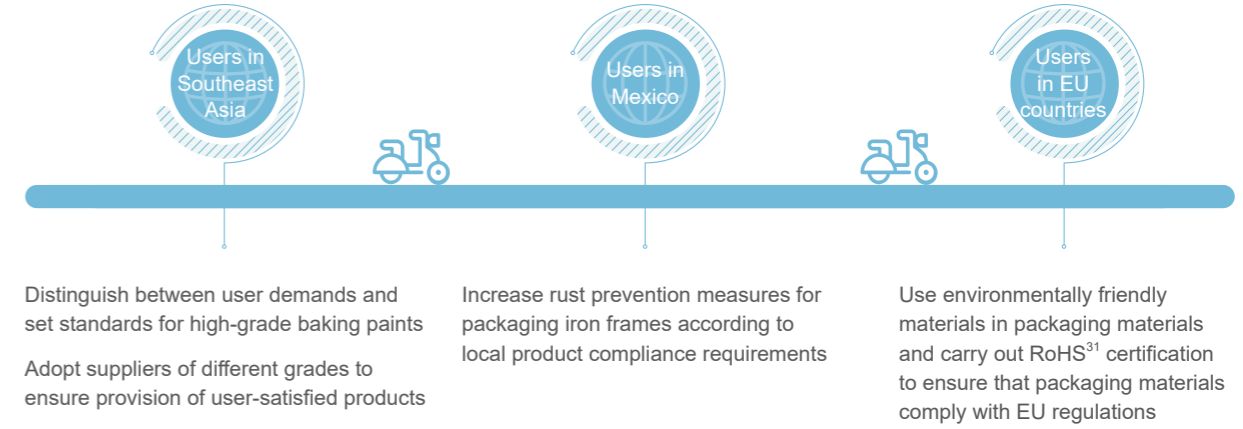 Users in
Southeast
Asia
Users in
Mexico
Users
in EU
countries
Distinguish between user demands and
set standards for high-grade baking paints
Adopt suppliers of different grades to
ensure provision of user-satisfied products
Increase rust prevention measures for
packaging iron frames according to
local product compliance requirements
Use environmentally friendly
materials in packaging materials
and carry out RoHS31 certification
to ensure that packaging materials
comply with EU regulations